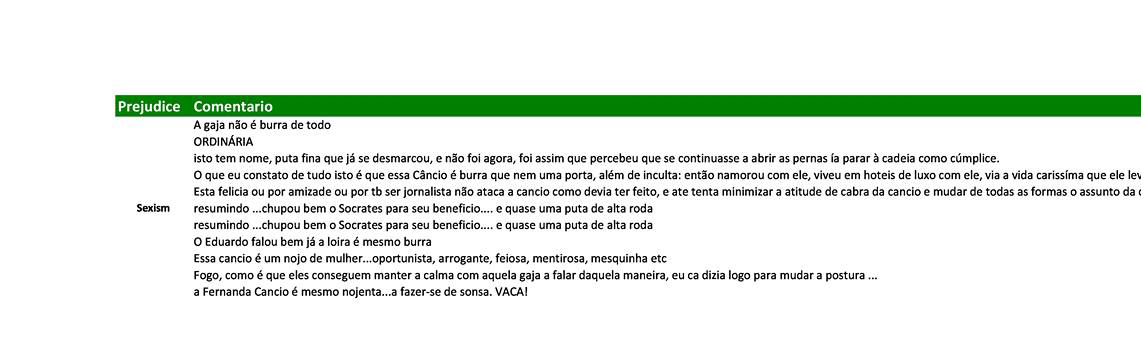 Prejudice Comentario
A gaja não é burra de todo
ORDINÁRIA
isto tem nome, puta fina que já se desmarcou, e não foi agora, foi assim que percebeu que se continuasse a abrir as pernas ía parar à cadeia como cúmplice.
O que eu constato de tudo isto é que essa Câncio é burra que nem uma porta, além de inculta: então namorou com ele, viveu em hoteis de luxo com ele, via a vida caríssima que ele lev
Esta felicia ou por amizade ou por tb ser jornalista não ataca a cancio como devia ter feito, e ate tenta minimizar a atitude de cabra da cancio e mudar de todas as formas o assunto da
Sexism resumindo ...chupou bem o Socrates para seu beneficio.... e quase uma puta de alta roda
resumindo ...chupou bem o Socrates para seu beneficio.... e quase uma puta de alta roda
O Eduardo falou bem já a loira é mesmo burra
Essa cancio é um nojo de mulher...oportunista, arrogante, feiosa, mentirosa, mesquinha etc
Fogo, como é que eles conseguem manter a calma com aquela gaja a falar daquela maneira, eu ca dizia logo para mudar a postura ...
a Fernanda Cancio é mesmo nojenta...a fazer-se de sonsa. VACA!